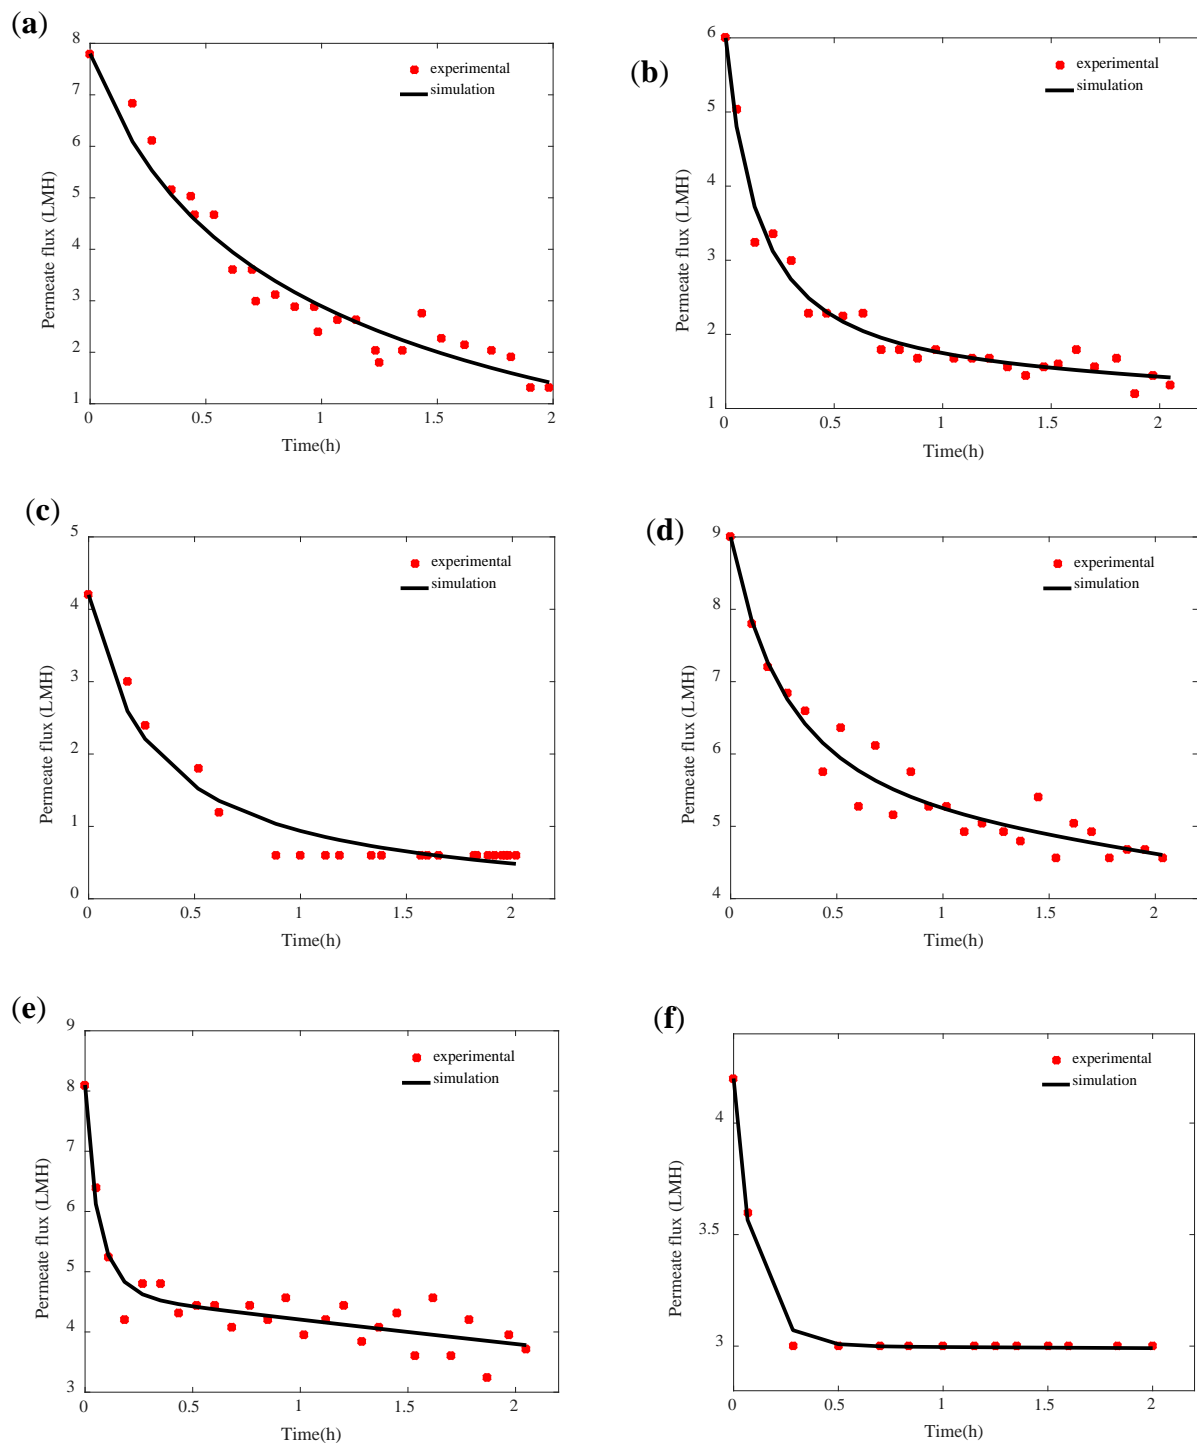 (a)
8
7
6
5
4
3
2
1
Permeate flux (LMH)
experimental
simulation
0 0.5 1 1.5 2
Time(h)
(b)
6
5
4
3
2
1
Permeate flux (LMH)
experimental
simulation
0 0.5 1 1.5 2
Time(h)
(c)
5
4
3
2
1
0
Permeate flux (LMH)
experimental
simulation
0 0.5 1 1.5 2
Time(h)
(d)
9
8
7
6
5
4
Permeate flux (LMH)
experimental
simulation
0 0.5 1 1.5 2
Time(h)
(e)
9
8
7
6
5
4
3
Permeate flux (LMH)
experimental
simulation
0 0.5 1 1.5 2
Time(h)
(f)
4
3.5
3
Permeate flux (LMH)
experimental
simulation
0 0.5 1 1.5 2
Time(h)